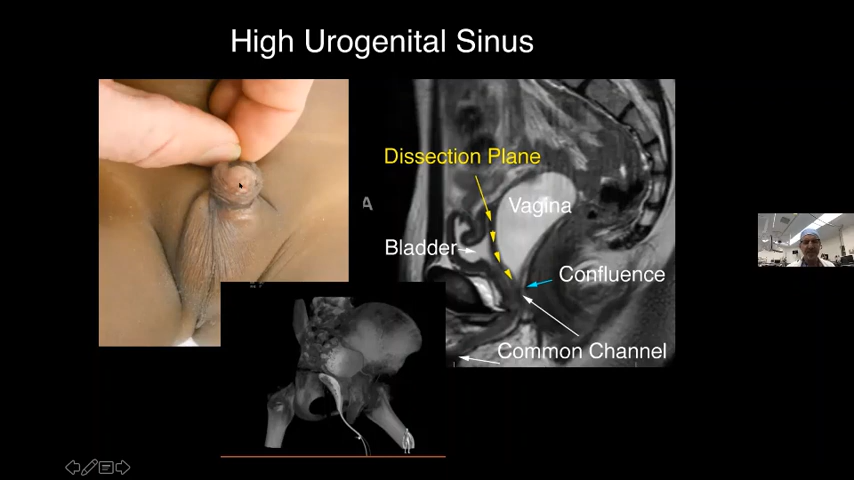 High Urogenital Sinus
Dissection Plane
Vagina
A
Bladder
Confluence
Common Channel